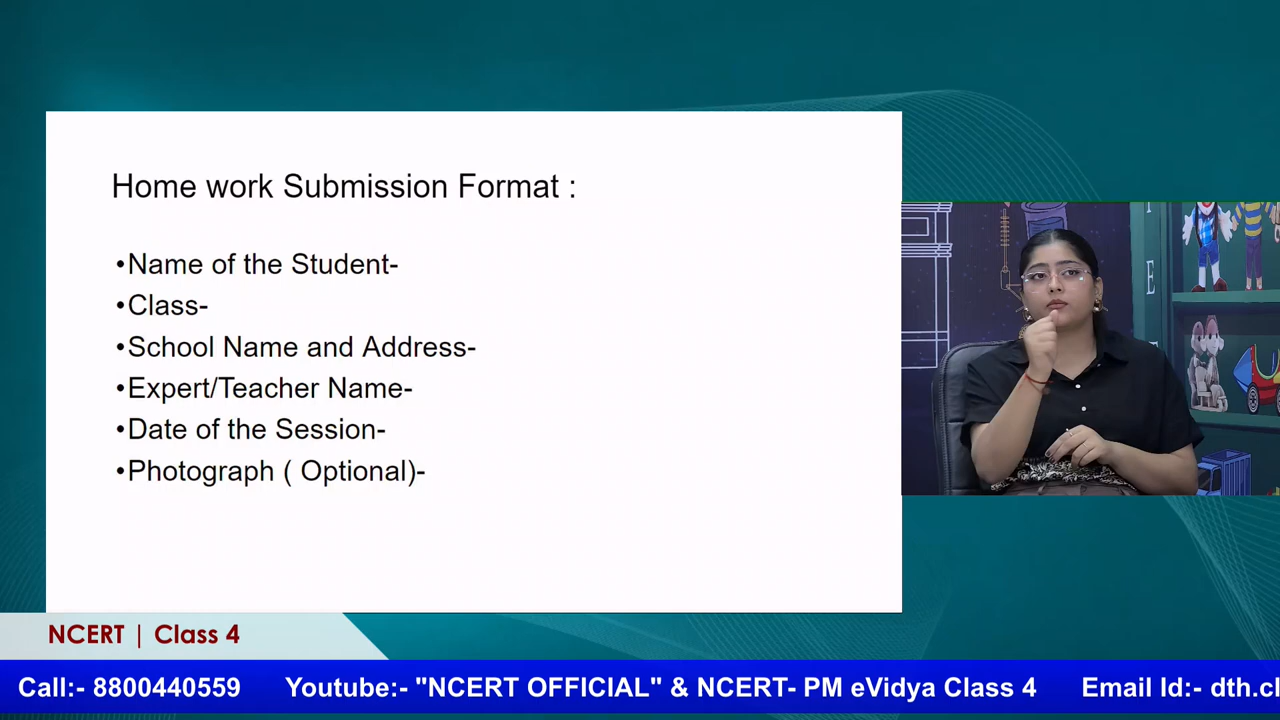 Home work Submission Format :
•Name of the Student-
•Class-
•School Name and Address-
•Expert/Teacher Name-
•Date of the Session-
•Photograph ( Optional)-
NCERT | Class 4
Call:- 8800440559 Youtube:- "NCERT OFFICIAL" & NCERT- PM eVidya Class 4 Email Id:- dth.cl